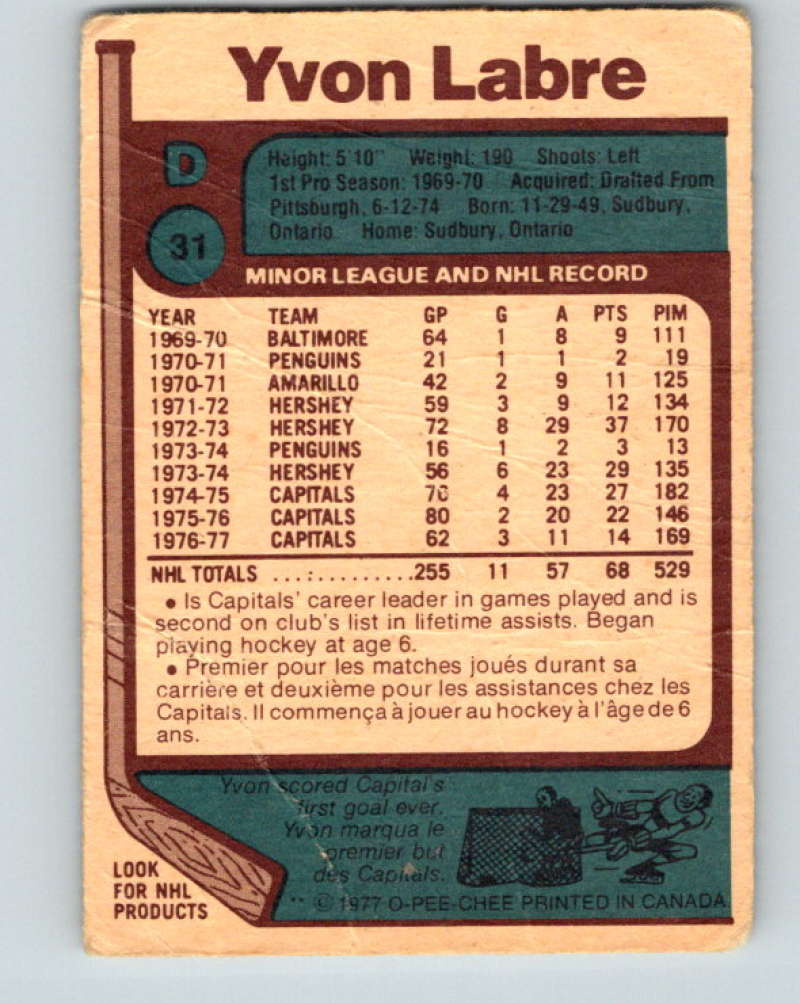 Yvon Labre
D
31
Height: 5'10" Weight: 190 Shoots: Left
1st Pro Season: 1969-70 Acquired: Drafted From
Pittsburgh, 6-12-74 Born: 11-29-49, Sudbury,
Ontario Home: Sudbury, Ontario
MINOR LEAGUE AND NHL RECORD
YEAR TEAM GP G A PTS PIM
1969-70 BALTIMORE 64 1 8 9 111
1970-71 PENGUINS 21 1 1 2 19
1970-71 AMARILLO 42 2 9 11 125
1971-72 HERSHEY 59 3 9 12 134
1972-73 HERSHEY 72 8 29 37 170
1973-74 PENGUINS 16 1 2 3 13
1973-74 HERSHEY 56 6 23 29 135
1974-75 CAPITALS 76 4 23 27 182
1975-76 CAPITALS 80 2 20 22 146
1976-77 CAPITALS 62 3 11 14 169
NHL TOTALS ...:.........255 11 57 68 529
• Is Capitals' career leader in games played and is
second on club's list in lifetime assists. Began
playing hockey at age 6.
• Premier pour les matches joués durant sa
carrière et deuxième pour les assistances chez les
Capitals. Il commença à jouer au hockey à l'âge de 6
ans.
Yvon scored Capital's
first goal ever.
Yvon marqua le
premier but
des Capitals.
LOOK
FOR NHL
PRODUCTS
** © 1977 O-PEE-CHEE PRINTED IN CANADA